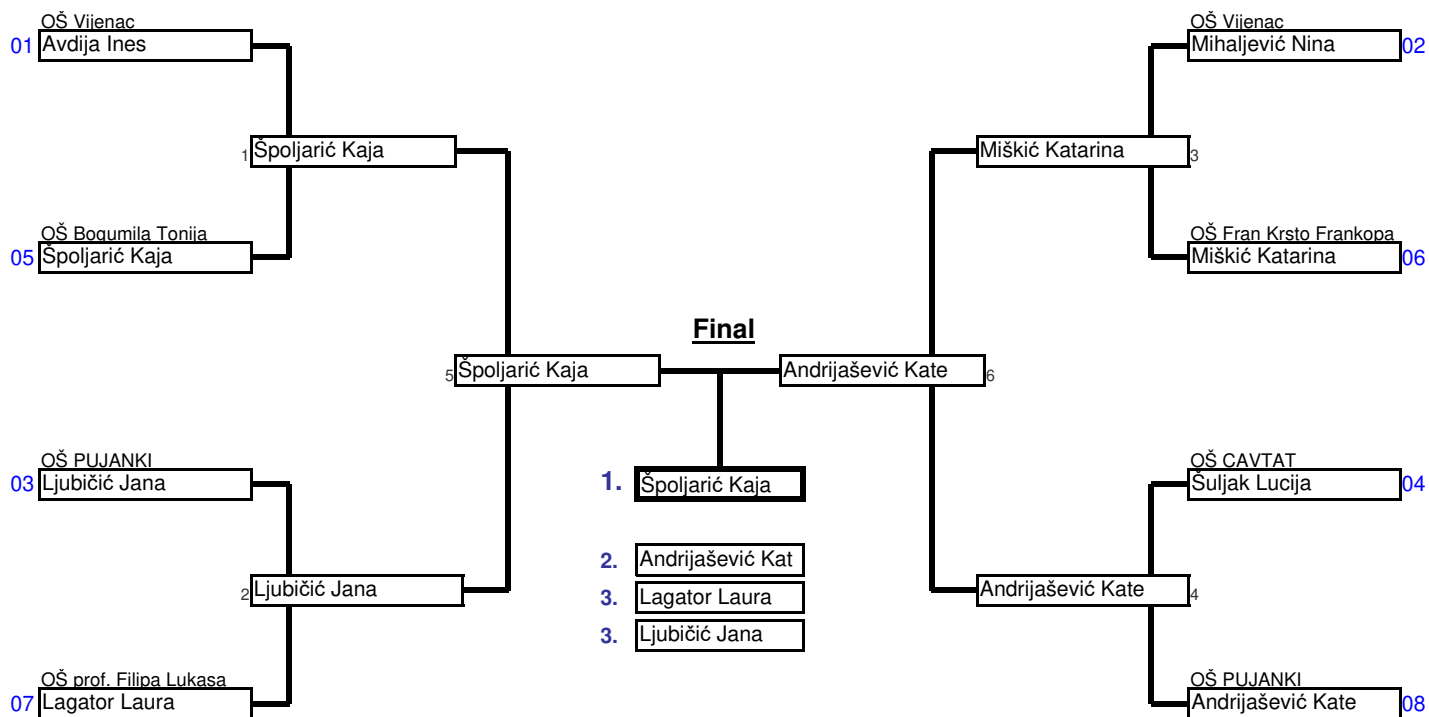 OŠ Vijenac
01 Avdija Ines
OŠ Vijenac
Mihaljević Nina 02
1 Špoljarić Kaja
Miškić Katarina 3
OŠ Bogumila Tonija
05 Špoljarić Kaja
OŠ Fran Krsto Frankopa
Miškić Katarina 06
Final
5 Špoljarić Kaja
Andrijašević Kate 6
OŠ PUJANKI
03 Ljubičić Jana
1. Špoljarić Kaja
OŠ CAVTAT
Šuljak Lucija 04
2. Andrijašević Kat
2 Ljubičić Jana
3. Lagator Laura
Andrijašević Kate 4
3. Ljubičić Jana
OŠ prof. Filipa Lukasa
07 Lagator Laura
OŠ PUJANKI
Andrijašević Kate 08